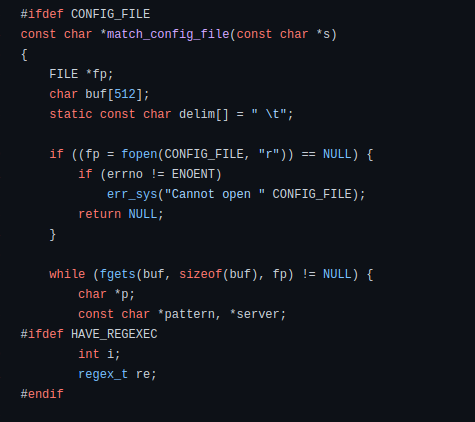 #ifdef CONFIG_FILE
const char *match_config_file(const char *s)
{
    FILE *fp;
    char buf[512];
    static const char delim[] = " \t";

    if ((fp = fopen(CONFIG_FILE, "r")) == NULL) {
        if (errno != ENOENT)
            err_sys("Cannot open " CONFIG_FILE);
        return NULL;
    }

    while (fgets(buf, sizeof(buf), fp) != NULL) {
        char *p;
        const char *pattern, *server;
#ifdef HAVE_REGEXEC
        int i;
        regex_t re;
#endif